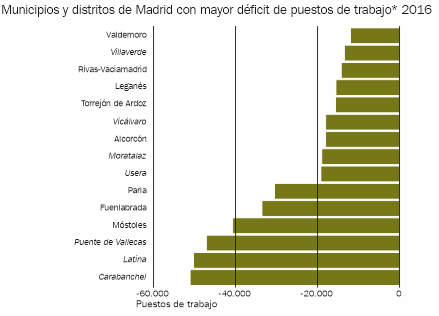 Municipios y distritos de Madrid con mayor déficit de puestos de trabajo* 2016
Valdemoro
Villaverde
Rivas-Vaciamadrid
Leganés
Torrejón de Ardoz
Vicálvaro
Alcorcón
Moratalaz
Usera
Parla
Fuenlabrada
Móstoles
Puente de Vallecas
Latina
Carabanchel
-60.000 -40.000 -20.000 0
Puestos de trabajo